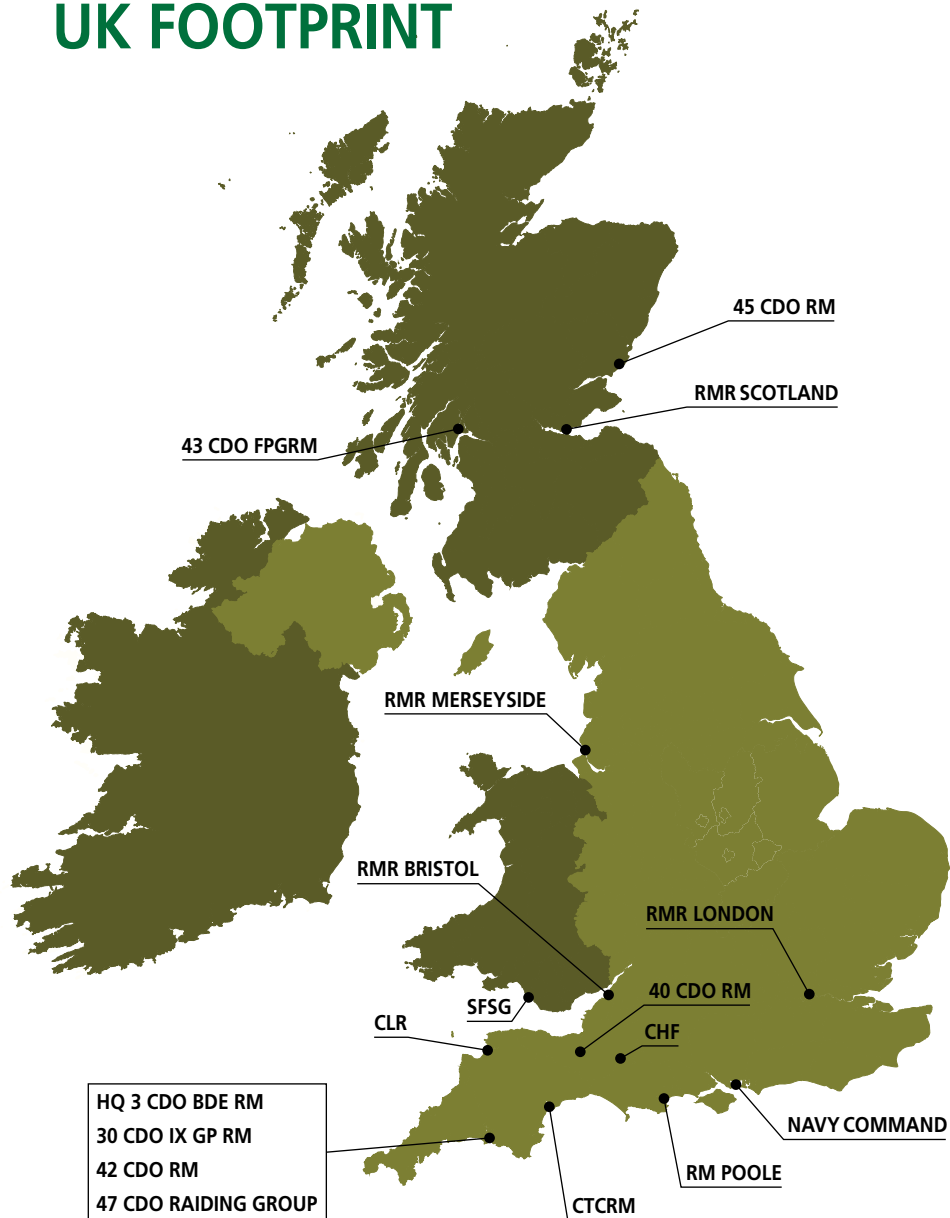 UK FOOTPRINT
45 CDO RM
RMR SCOTLAND
43 CDO FPGRM
RMR MERSEYSIDE
RMR BRISTOL
RMR LONDON
40 CDO RM
SFSG
CLR
CHF
HQ 3 CDO BDE RM
30 CDO IX GP RM
42 CDO RM
47 CDO RAIDING GROUP
NAVY COMMAND
RM POOLE
CTCRM